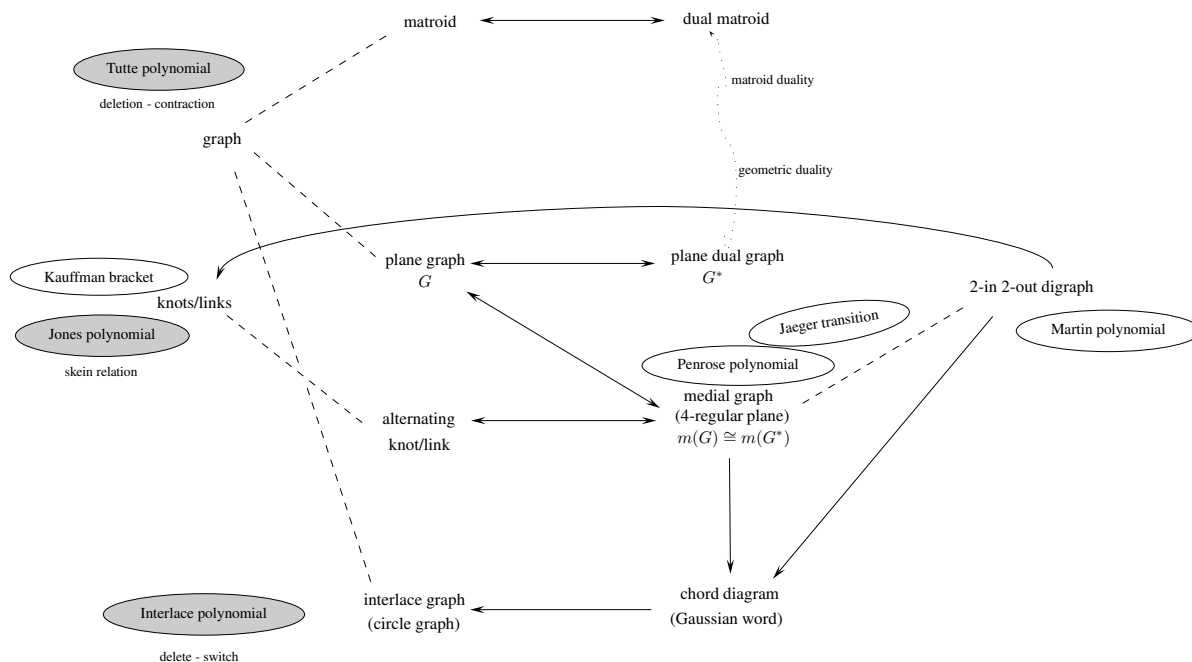 matroid
dual matroid
Tutte polynomial
deletion - contraction
matroid duality
graph
geometric duality
plane graph
G
plane dual graph
G*
Kauffman bracket
knots/links
Jones polynomial
skein relation
2-in 2-out digraph
Martin polynomial
Jaeger transition
Penrose polynomial
medial graph
(4-regular plane)
m(G) ≅ m(G*)
alternating
knot/link
chord diagram
(Gaussian word)
interlace graph
(circle graph)
Interlace polynomial
delete - switch